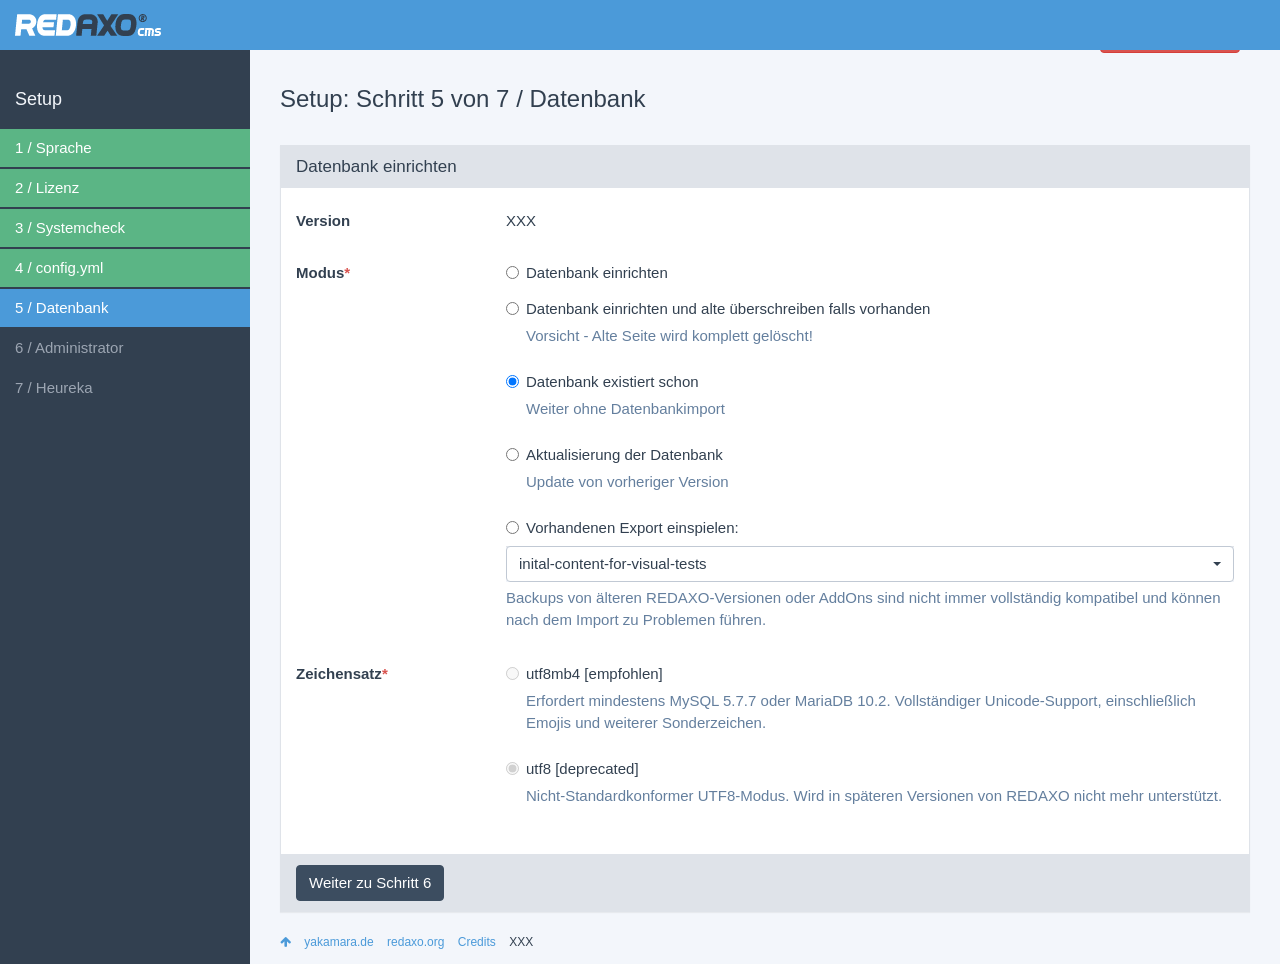 REDAXO® cms
Setup
1 / Sprache
2 / Lizenz
3 / Systemcheck
4 / config.yml
5 / Datenbank
6 / Administrator
7 / Heureka
Setup: Schritt 5 von 7 / Datenbank
Datenbank einrichten
Version XXX
Modus* Datenbank einrichten
Datenbank einrichten und alte überschreiben falls vorhanden
Vorsicht - Alte Seite wird komplett gelöscht!
Datenbank existiert schon
Weiter ohne Datenbankimport
Aktualisierung der Datenbank
Update von vorheriger Version
Vorhandenen Export einspielen:
inital-content-for-visual-tests
Backups von älteren REDAXO-Versionen oder AddOns sind nicht immer vollständig kompatibel und können
nach dem Import zu Problemen führen.
Zeichensatz* utf8mb4 [empfohlen]
Erfordert mindestens MySQL 5.7.7 oder MariaDB 10.2. Vollständiger Unicode-Support, einschließlich
Emojis und weiterer Sonderzeichen.
utf8 [deprecated]
Nicht-Standardkonformer UTF8-Modus. Wird in späteren Versionen von REDAXO nicht mehr unterstützt.
Weiter zu Schritt 6
yakamara.de redaxo.org Credits XXX